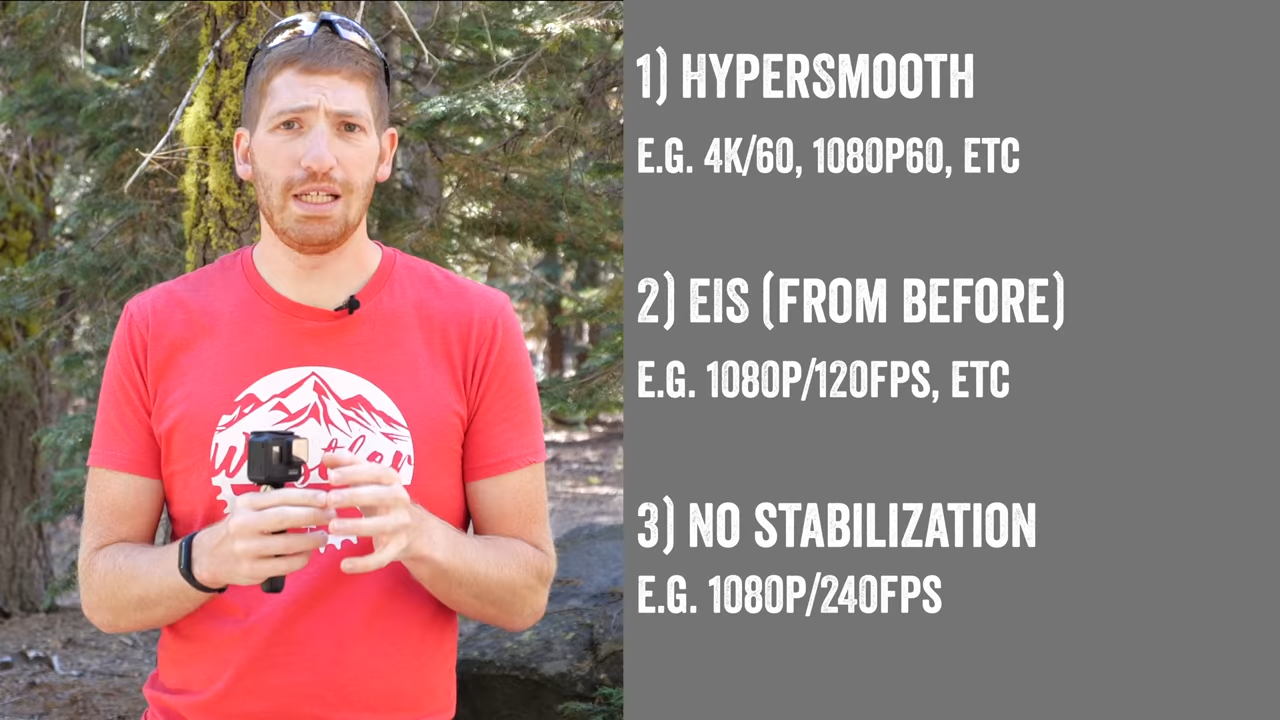 1) HYPERSMOOTH
E.G. 4K/60, 1080P60, ETC
2) EIS (FROM BEFORE)
E.G. 1080P/120FPS, ETC
3) NO STABILIZATION
E.G. 1080P/240FPS